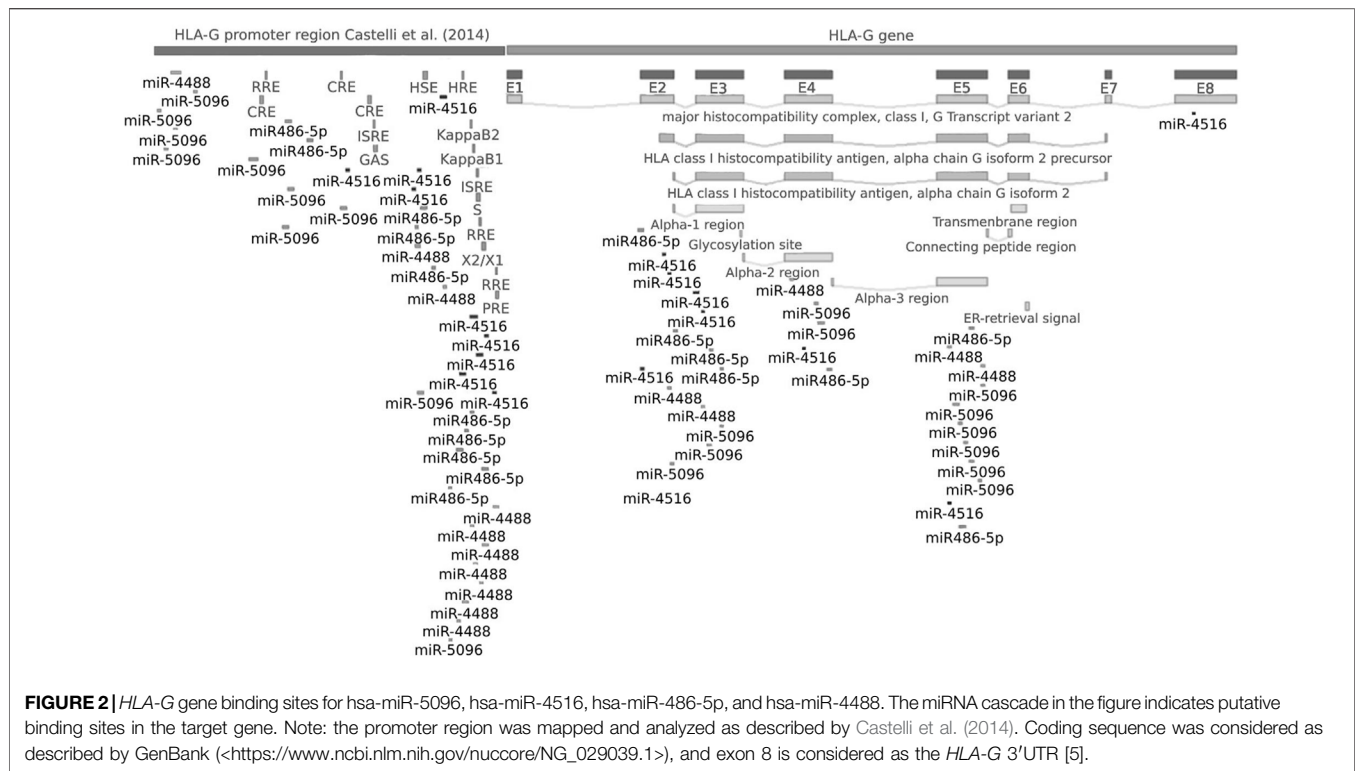 HLA-G promoter region Castelli et al. (2014)
HLA-G gene
miR-4488
RRE
CRE
HSE
HRE
E1
E2
E3
E4
E5
E6
E7
E8
miR-5096
CRE
CRE
miR-4516
miR-5096
miR486-5p
ISRE
KappaB2
major histocompatibility complex, class I, G Transcript variant 2
miR-4516
miR-5096
miR486-5p
GAS
KappaB1
HLA class I histocompatibility antigen, alpha chain G isoform 2 precursor
miR-5096
miR-5096
miR-4516
miR-4516
ISRE
HLA class I histocompatibility antigen, alpha chain G isoform 2
miR-5096
miR-4516
S
miR-5096
miR486-5p
RRE
Alpha-1 region
Transmenbrane region
miR-5096
miR486-5p
miR486-5p
Glycosylation site
Connecting peptide region
miR-4488
X2/X1
miR-4516
Alpha-2 region
miR486-5p
RRE
miR-4516
miR-4488
Alpha-3 region
miR-4488
PRE
miR-4516
miR-5096
ER-retrieval signal
miR-4516
miR-4516
miR-5096
miR486-5p
miR-4516
miR486-5p
miR486-5p
miR-4516
miR-4488
miR-4516
miR-4516
miR486-5p
miR486-5p
miR-4488
miR-4516
miR-4488
miR-5096
miR-5096
miR-4516
miR-4488
miR-5096
miR486-5p
miR-5096
miR-5096
miR486-5p
miR-5096
miR-5096
miR486-5p
miR-5096
miR-5096
miR486-5p
miR-5096
miR486-5p
miR-4516
miR-4488
miR-4516
miR-4488
miR486-5p
miR-4488
miR-4488
miR-4488
miR-4488
miR-4488
miR-5096
FIGURE 2 | HLA-G gene binding sites for hsa-miR-5096, hsa-miR-4516, hsa-miR-486-5p, and hsa-miR-4488. The miRNA cascade in the figure indicates putative
binding sites in the target gene. Note: the promoter region was mapped and analyzed as described by Castelli et al. (2014). Coding sequence was considered as
described by GenBank (<https://www.ncbi.nlm.nih.gov/nuccore/NG_029039.1>), and exon 8 is considered as the HLA-G 3′UTR [5].